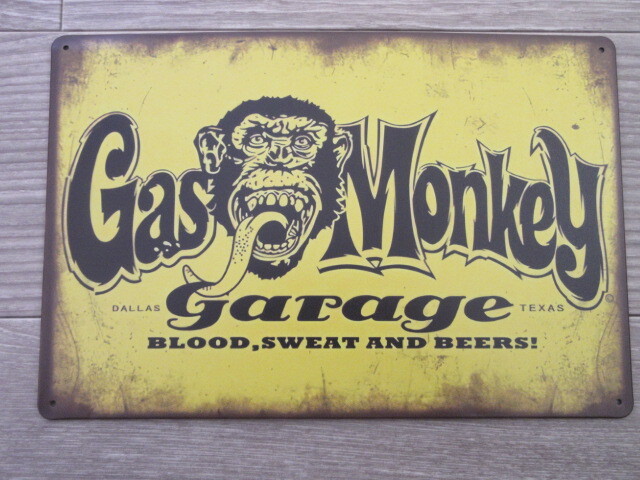 Gas Monkey®
DALLAS Garage TEXAS
BLOOD, SWEAT AND BEERS!